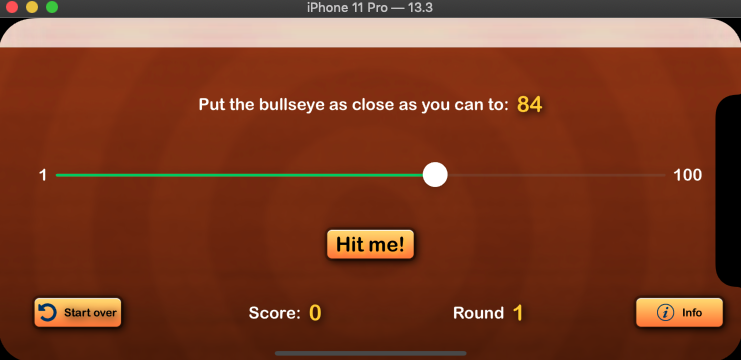 iPhone 11 Pro — 13.3
Put the bullseye as close as you can to: 84
1 100
Hit me!
Start over Score: 0 Round 1 Info